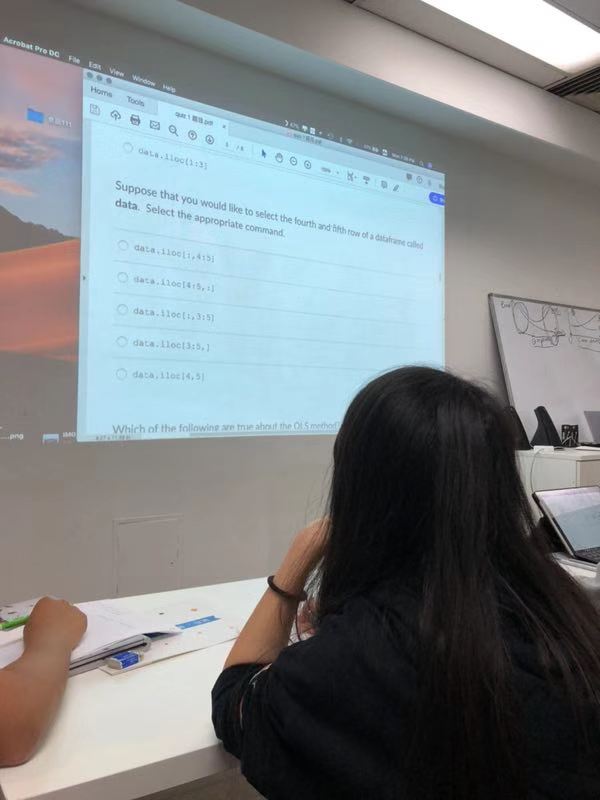 Acrobat Pro DC File Edit View Window Help
Home Tools
data.iloc[1:3]
Suppose that you would like to select the fourth and fifth row of a dataframe called
data. Select the appropriate command.
data.iloc[:,4:5]
data.iloc[4:5,:]
data.iloc[:,3:5]
data.iloc[3:5,]
data.iloc[4,5]
Which of the following are true about the OLS method?
.png